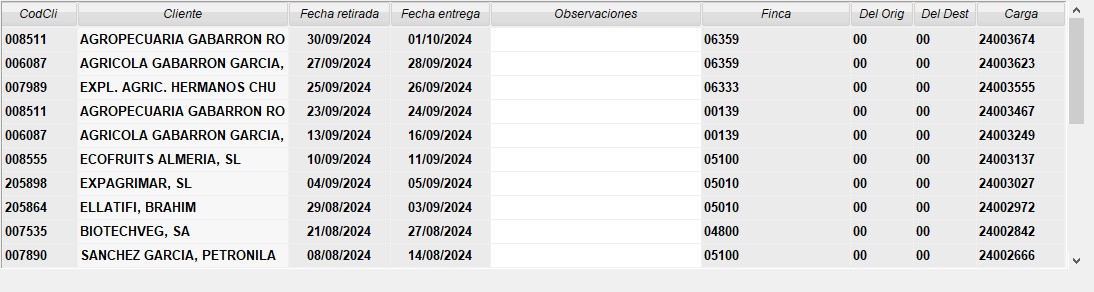 CodCli Cliente Fecha retirada Fecha entrega Observaciones Finca Del Orig Del Dest Carga
008511 AGROPECUARIA GABARRON RO 30/09/2024 01/10/2024 06359 00 00 24003674
006087 AGRICOLA GABARRON GARCIA, 27/09/2024 28/09/2024 06359 00 00 24003623
007989 EXPL. AGRIC. HERMANOS CHU 25/09/2024 26/09/2024 06333 00 00 24003555
008511 AGROPECUARIA GABARRON RO 23/09/2024 24/09/2024 00139 00 00 24003467
006087 AGRICOLA GABARRON GARCIA, 13/09/2024 16/09/2024 00139 00 00 24003249
008555 ECOFRUITS ALMERIA, SL 10/09/2024 11/09/2024 05100 00 00 24003137
205898 EXPAGRIMAR, SL 04/09/2024 05/09/2024 05010 00 00 24003027
205864 ELLATIFI, BRAHIM 29/08/2024 03/09/2024 05010 00 00 24002972
007535 BIOTECHVEG, SA 21/08/2024 27/08/2024 04800 00 00 24002842
007890 SANCHEZ GARCIA, PETRONILA 08/08/2024 14/08/2024 05100 00 00 24002666